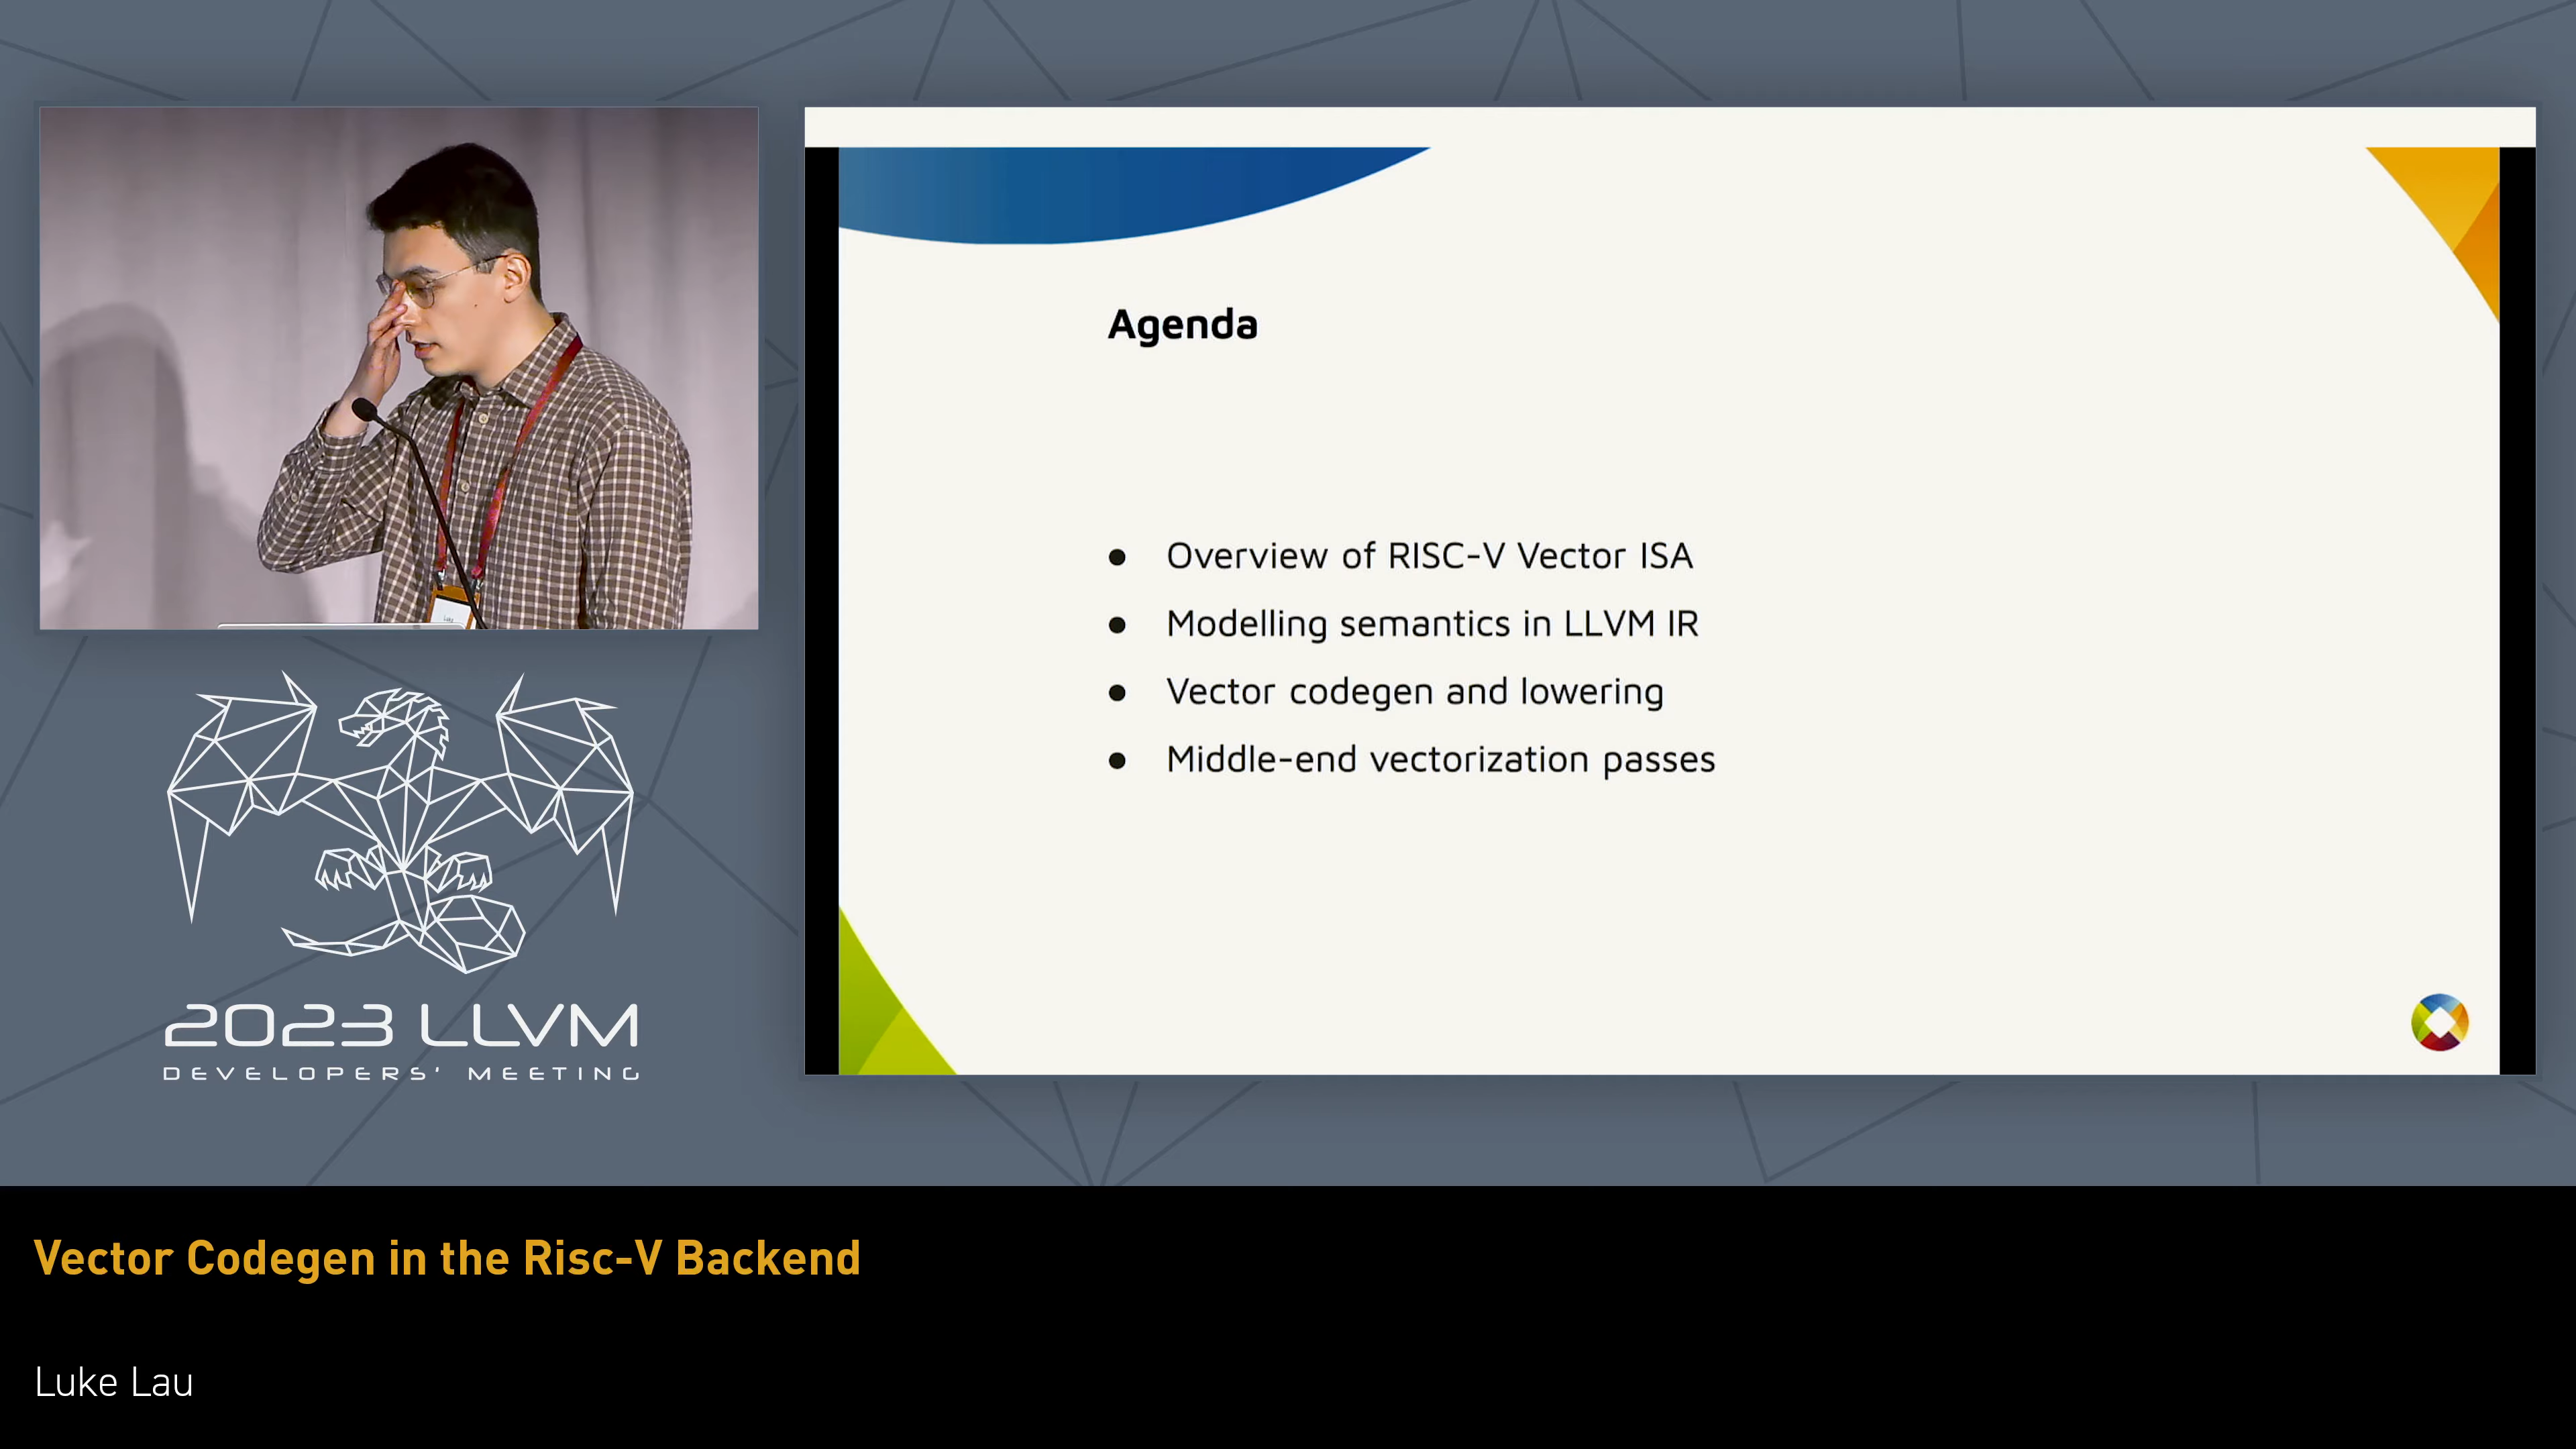 Agenda
● Overview of RISC-V Vector ISA
● Modelling semantics in LLVM IR
● Vector codegen and lowering
● Middle-end vectorization passes
2023 LLVM
DEVELOPERS' MEETING
Vector Codegen in the Risc-V Backend
Luke Lau